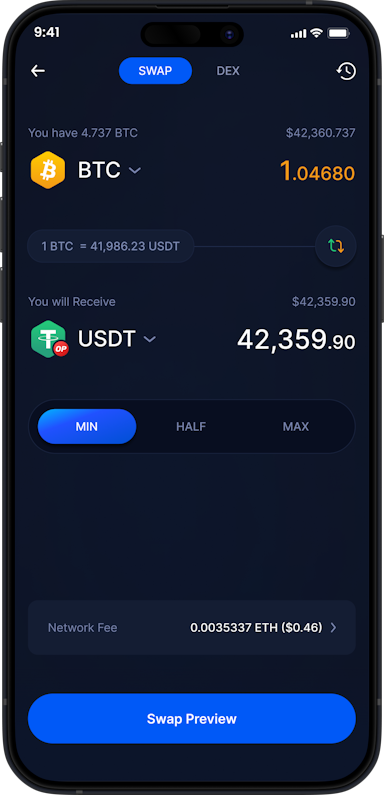 9:41
SWAP DEX
You have 4.737 BTC $42,360.737
BTC 1.04680
1 BTC = 41,986.23 USDT
You will Receive $42,359.90
USDT 42,359.90
OP
MIN HALF MAX
Network Fee 0.0035337 ETH ($0.46)
Swap Preview